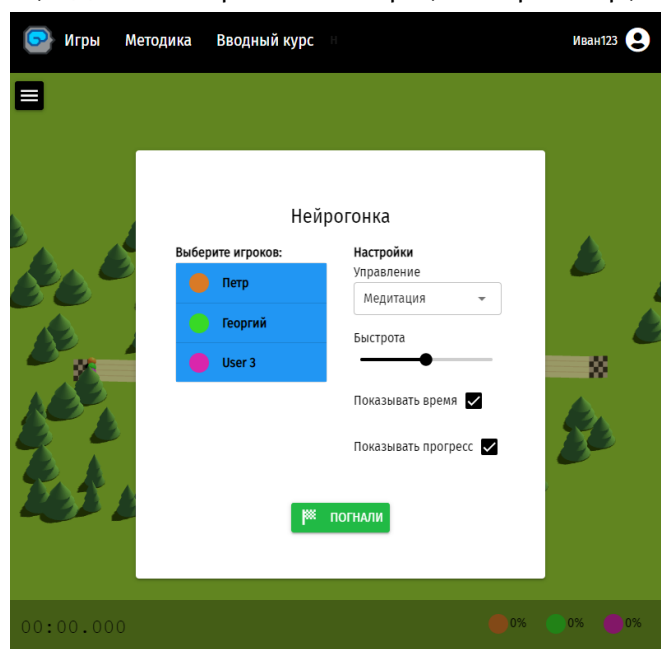 Игры Методика Вводный курс Н Иван123
Нейрогонка
Выберите игроков: Настройки
Управление
Петр
Медитация
Георгий
Быстрота
User 3
Показывать время
Показывать прогресс
ПОГНАЛИ
00:00.000 0% 0% 0%